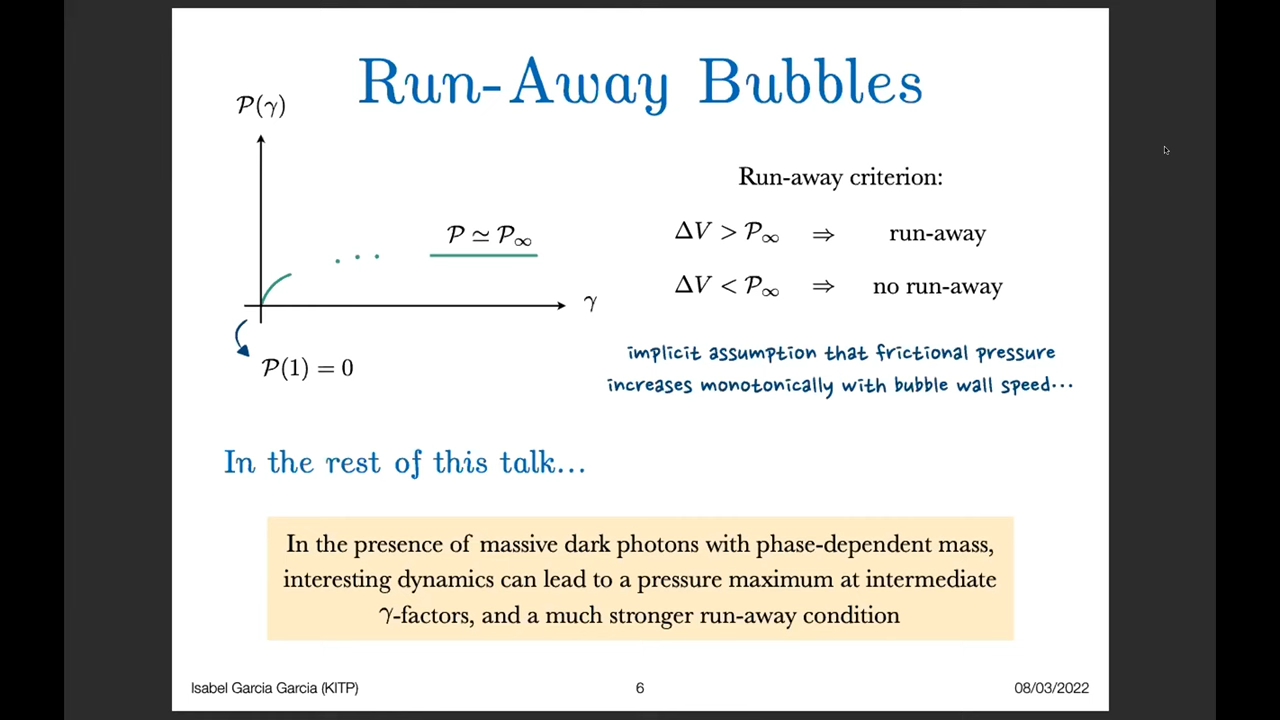 Run-Away Bubbles
𝒫(γ)
𝒫 ≃ 𝒫∞
γ
𝒫(1) = 0
Run-away criterion:
ΔV > 𝒫∞ ⇒ run-away
ΔV < 𝒫∞ ⇒ no run-away
implicit assumption that frictional pressure
increases monotonically with bubble wall speed...
In the rest of this talk...
In the presence of massive dark photons with phase-dependent mass,
interesting dynamics can lead to a pressure maximum at intermediate
γ-factors, and a much stronger run-away condition
Isabel Garcia Garcia (KITP)
6
08/03/2022